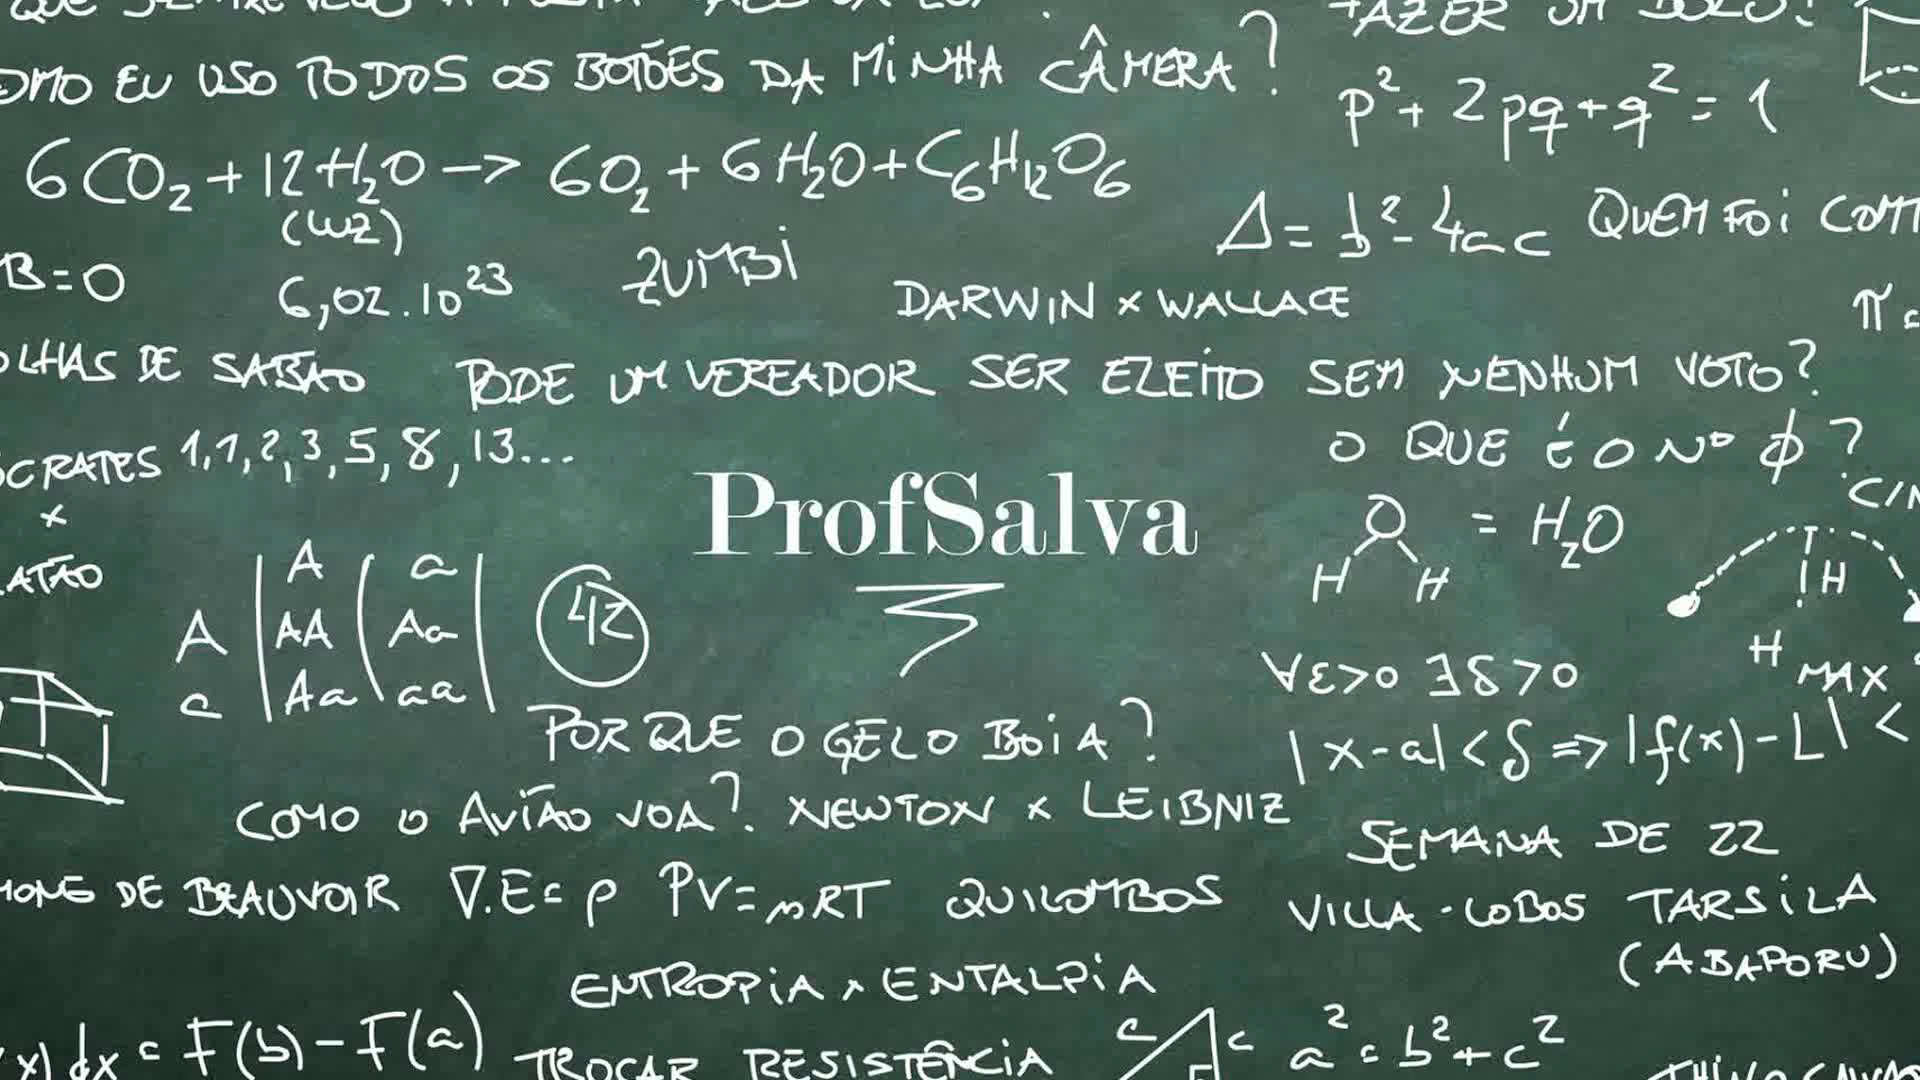 FAZER UM BOLO?
EU USO TODOS OS BOTÕES DA MINHA CÂMERA?
p² + 2pq + q² = 1
6CO₂ + 12H₂O → 6O₂ + 6H₂O + C₆H₁₂O₆
(LUZ)
Δ = b² - 4ac
QUEM FOI
B = 0
6,02.10²³
ZUMBI
DARWIN x WALLACE
π =
DE SABÃO
PODE UM VEREADOR SER ELEITO SEM NENHUM VOTO?
1,1,2,3,5,8,13...
O QUE É O Nº ϕ?
ProfSalva
O = H₂O
H H
x
A a
A AA Aa
a Aa aa
42
H
H MAX
∀ε>0 ∃δ>0
|x-a|<δ => |f(x)-L| <
POR QUE O GELO BOIA?
COMO O AVIÃO VOA?
NEWTON x LEIBNIZ
SEMANA DE 22
DE BEAUVOIR
∇.E = ρ
PV = nRT
QUILOMBOS
VILLA-LOBOS
TARSILA
(ABAPORU)
ENTROPIA x ENTALPIA
x) dx = F(b) - F(a)
TROCAR RESISTÊNCIA
c
c
a² = b² + c²